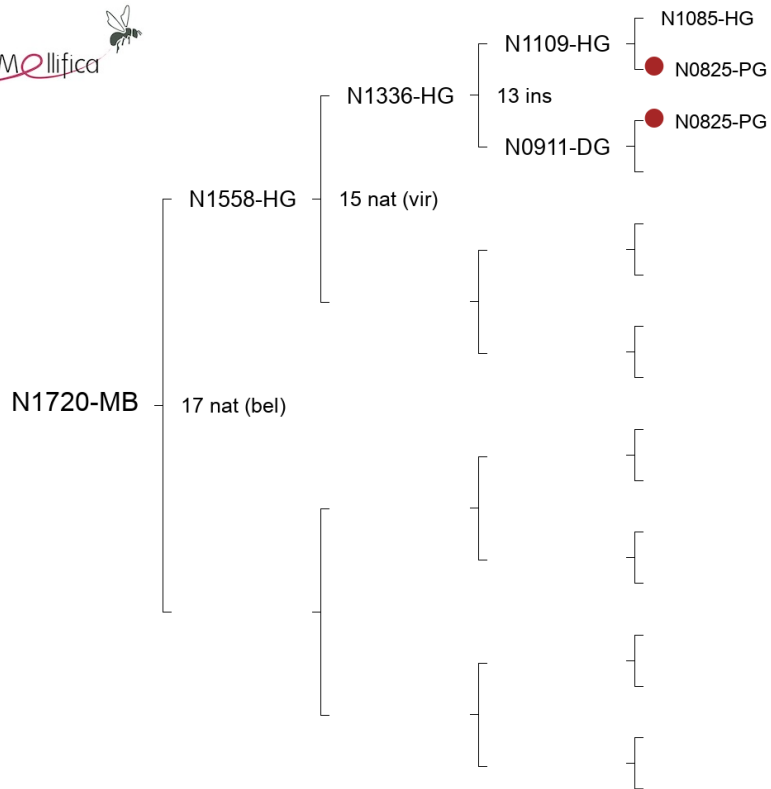 Mellifica
N1085-HG
N1109-HG
N0825-PG
N1336-HG
13 ins
N0825-PG
N0911-DG
N1558-HG
15 nat (vir)
N1720-MB
17 nat (bel)